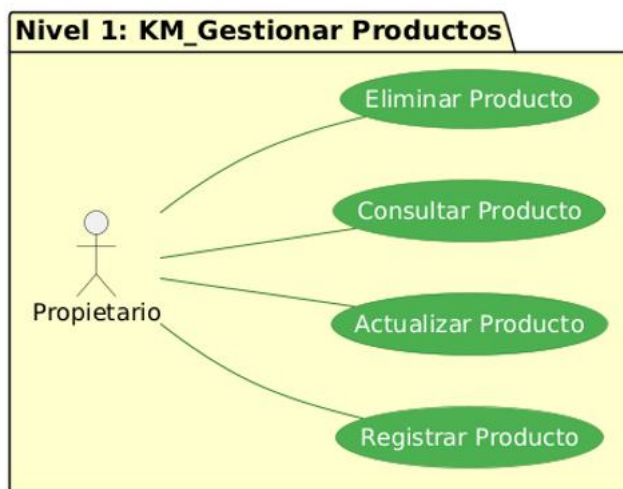 Nivel 1: KM_Gestionar Productos
Eliminar Producto
Consultar Producto
Propietario
Actualizar Producto
Registrar Producto